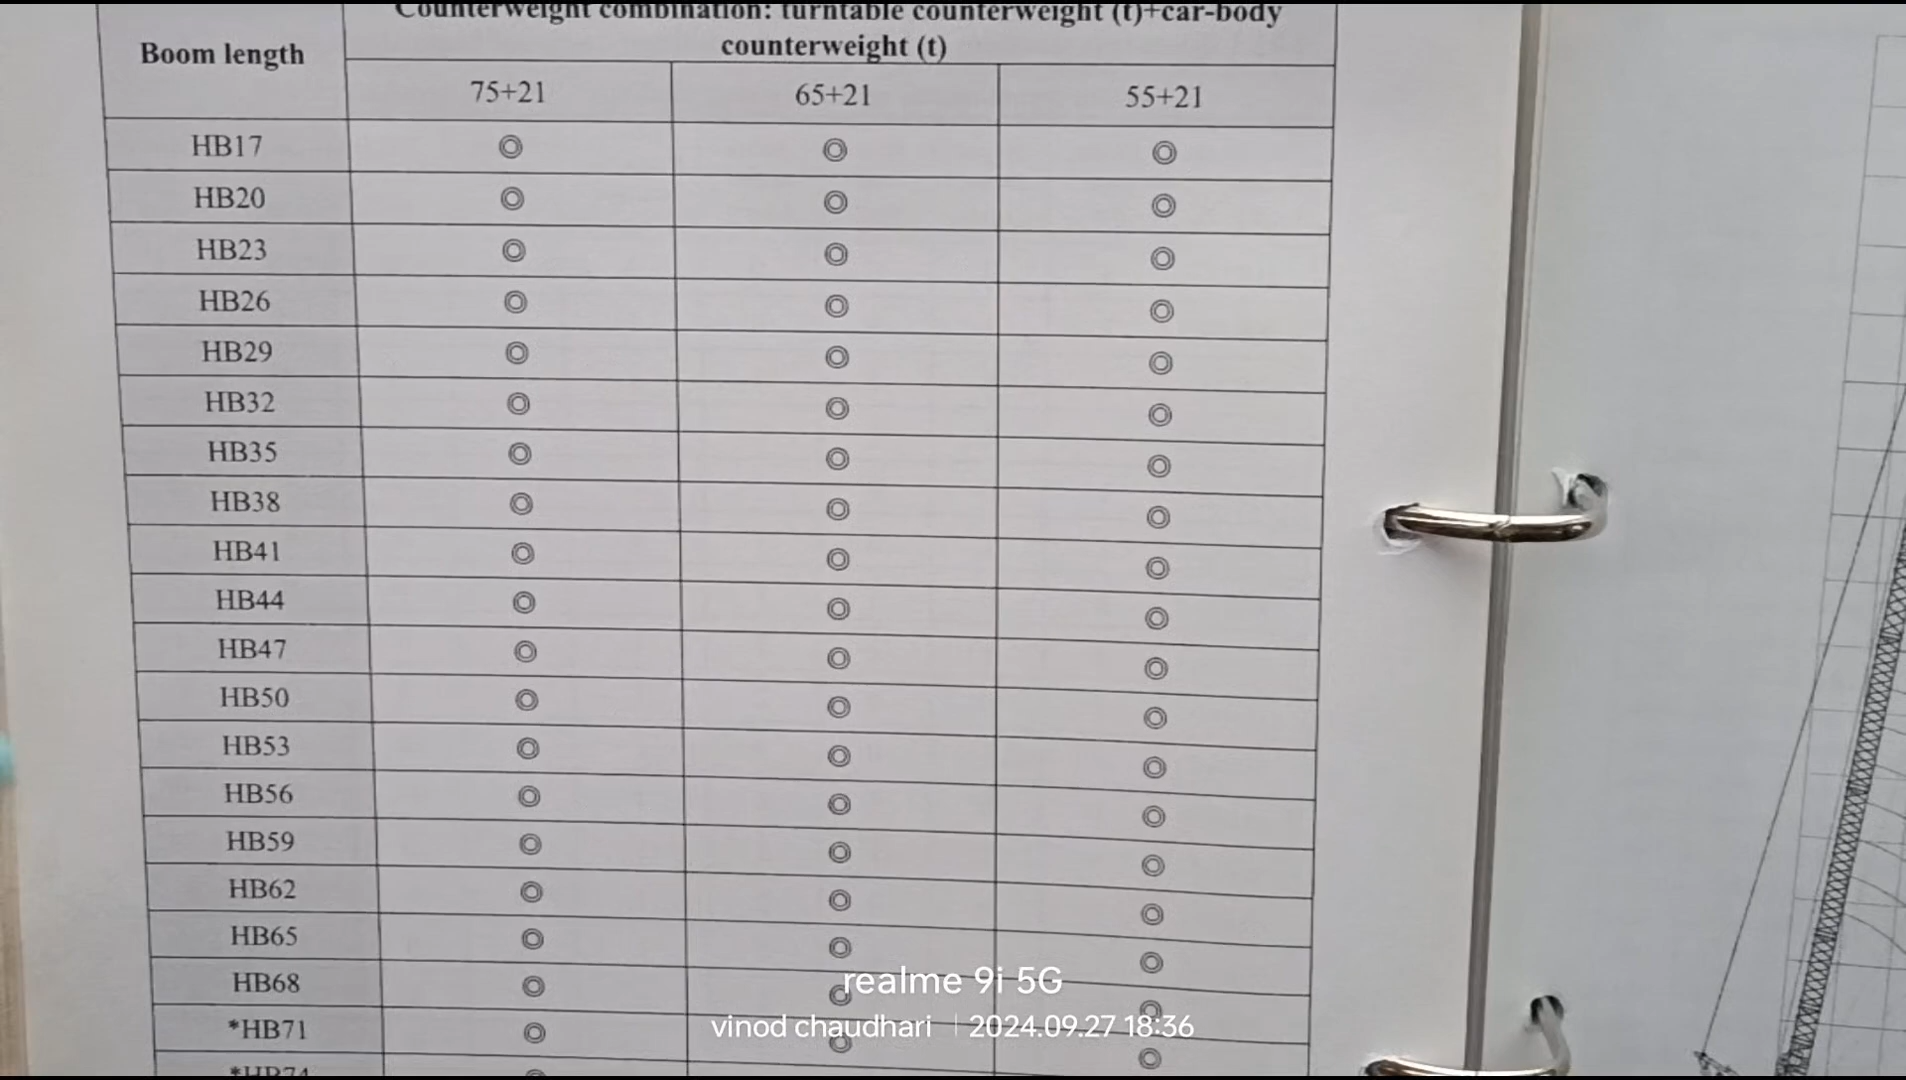 Counterweight combination: turntable counterweight (t)+car-body
counterweight (t)
Boom length
75+21 65+21 55+21
HB17 ◎ ◎ ◎
HB20 ◎ ◎ ◎
HB23 ◎ ◎ ◎
HB26 ◎ ◎ ◎
HB29 ◎ ◎ ◎
HB32 ◎ ◎ ◎
HB35 ◎ ◎ ◎
HB38 ◎ ◎ ◎
HB41 ◎ ◎ ◎
HB44 ◎ ◎ ◎
HB47 ◎ ◎ ◎
HB50 ◎ ◎ ◎
HB53 ◎ ◎ ◎
HB56 ◎ ◎ ◎
HB59 ◎ ◎ ◎
HB62 ◎ ◎ ◎
HB65 ◎ ◎ ◎
HB68 ◎ ◎ ◎
*HB71 ◎ ◎ ◎
*HB74 ◎
realme 9i 5G
vinod chaudhari | 2024.09.27 18:36